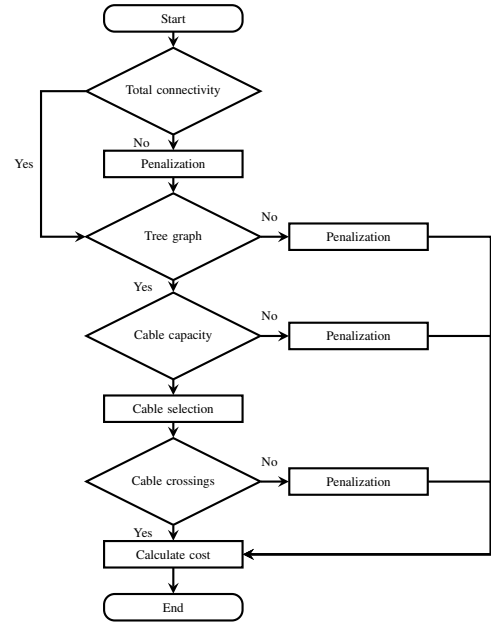 Start
Total connectivity
No
Yes
Penalization
No
Tree graph
Penalization
Yes
No
Cable capacity
Penalization
Cable selection
No
Cable crossings
Penalization
Yes
Calculate cost
End